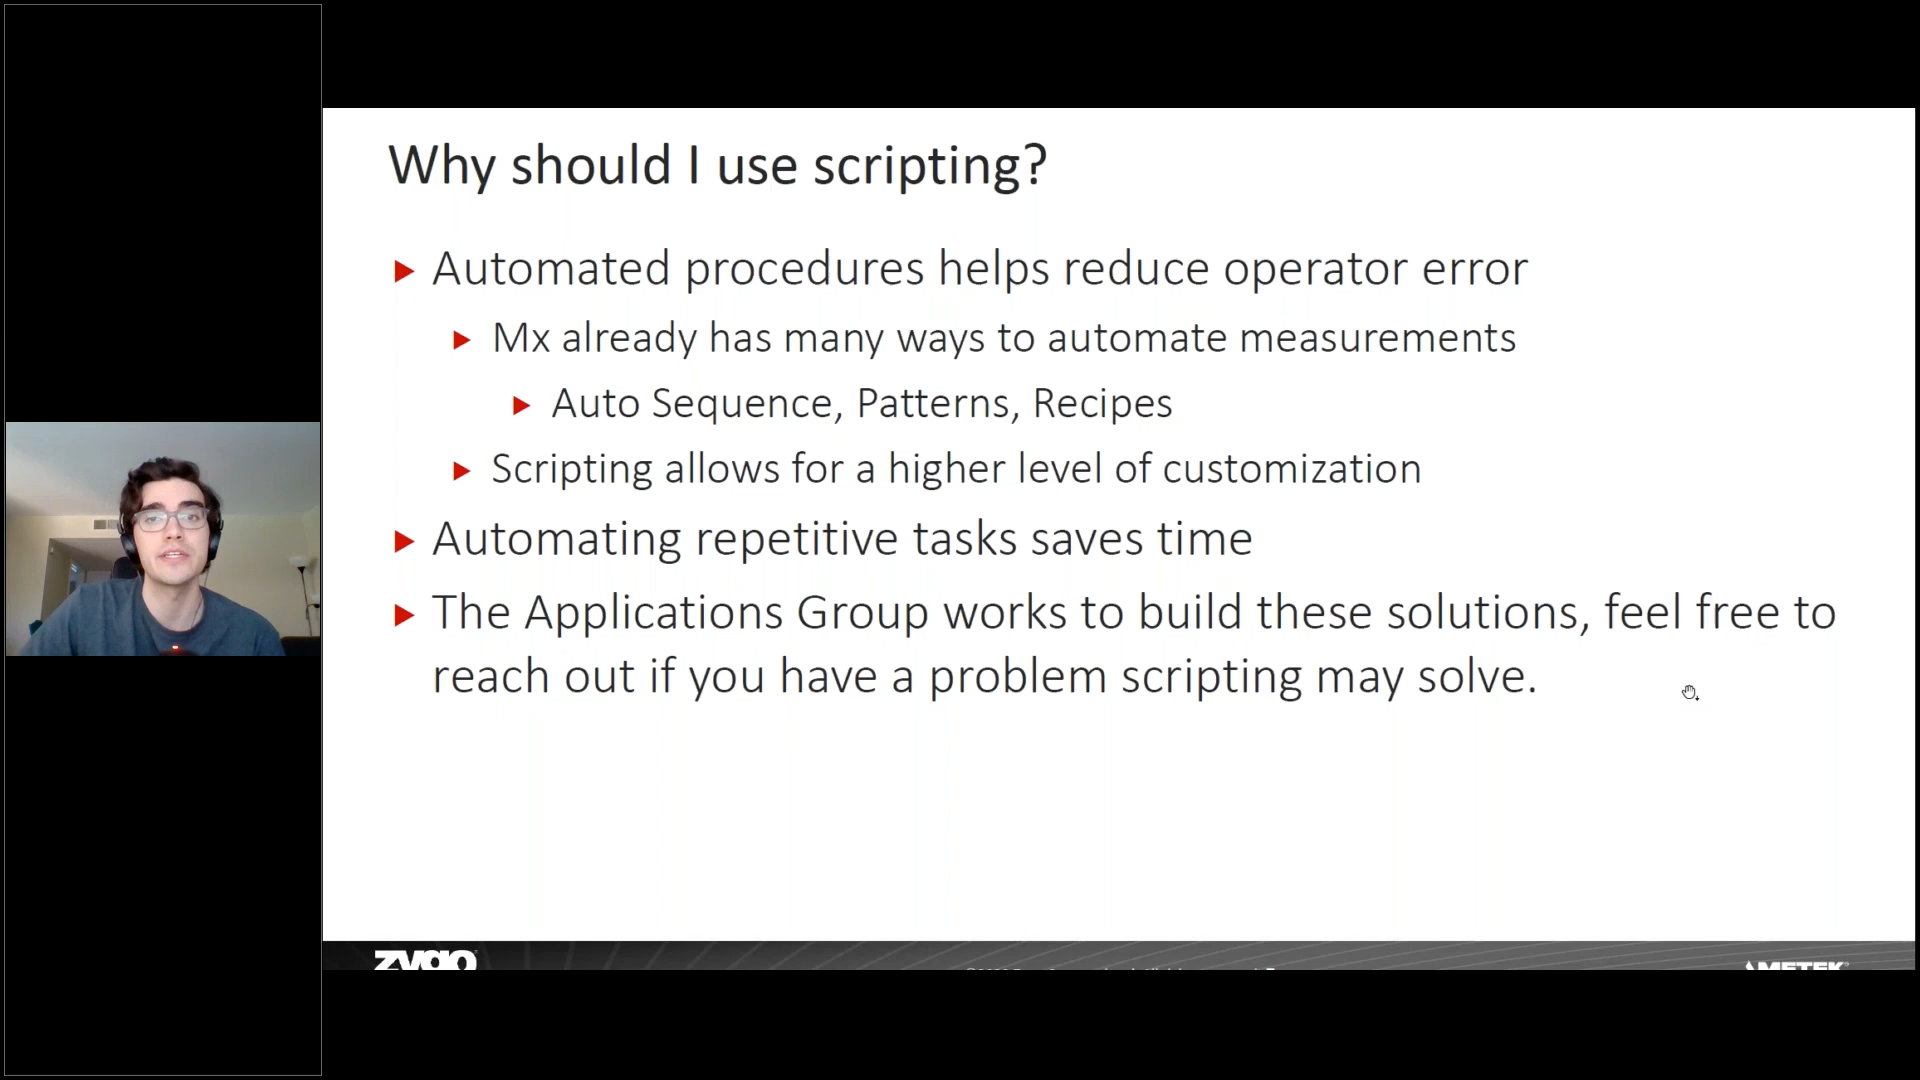 Why should I use scripting?
Automated procedures helps reduce operator error
Mx already has many ways to automate measurements
Auto Sequence, Patterns, Recipes
Scripting allows for a higher level of customization
Automating repetitive tasks saves time
The Applications Group works to build these solutions, feel free to
reach out if you have a problem scripting may solve.
zygo
AMETEK